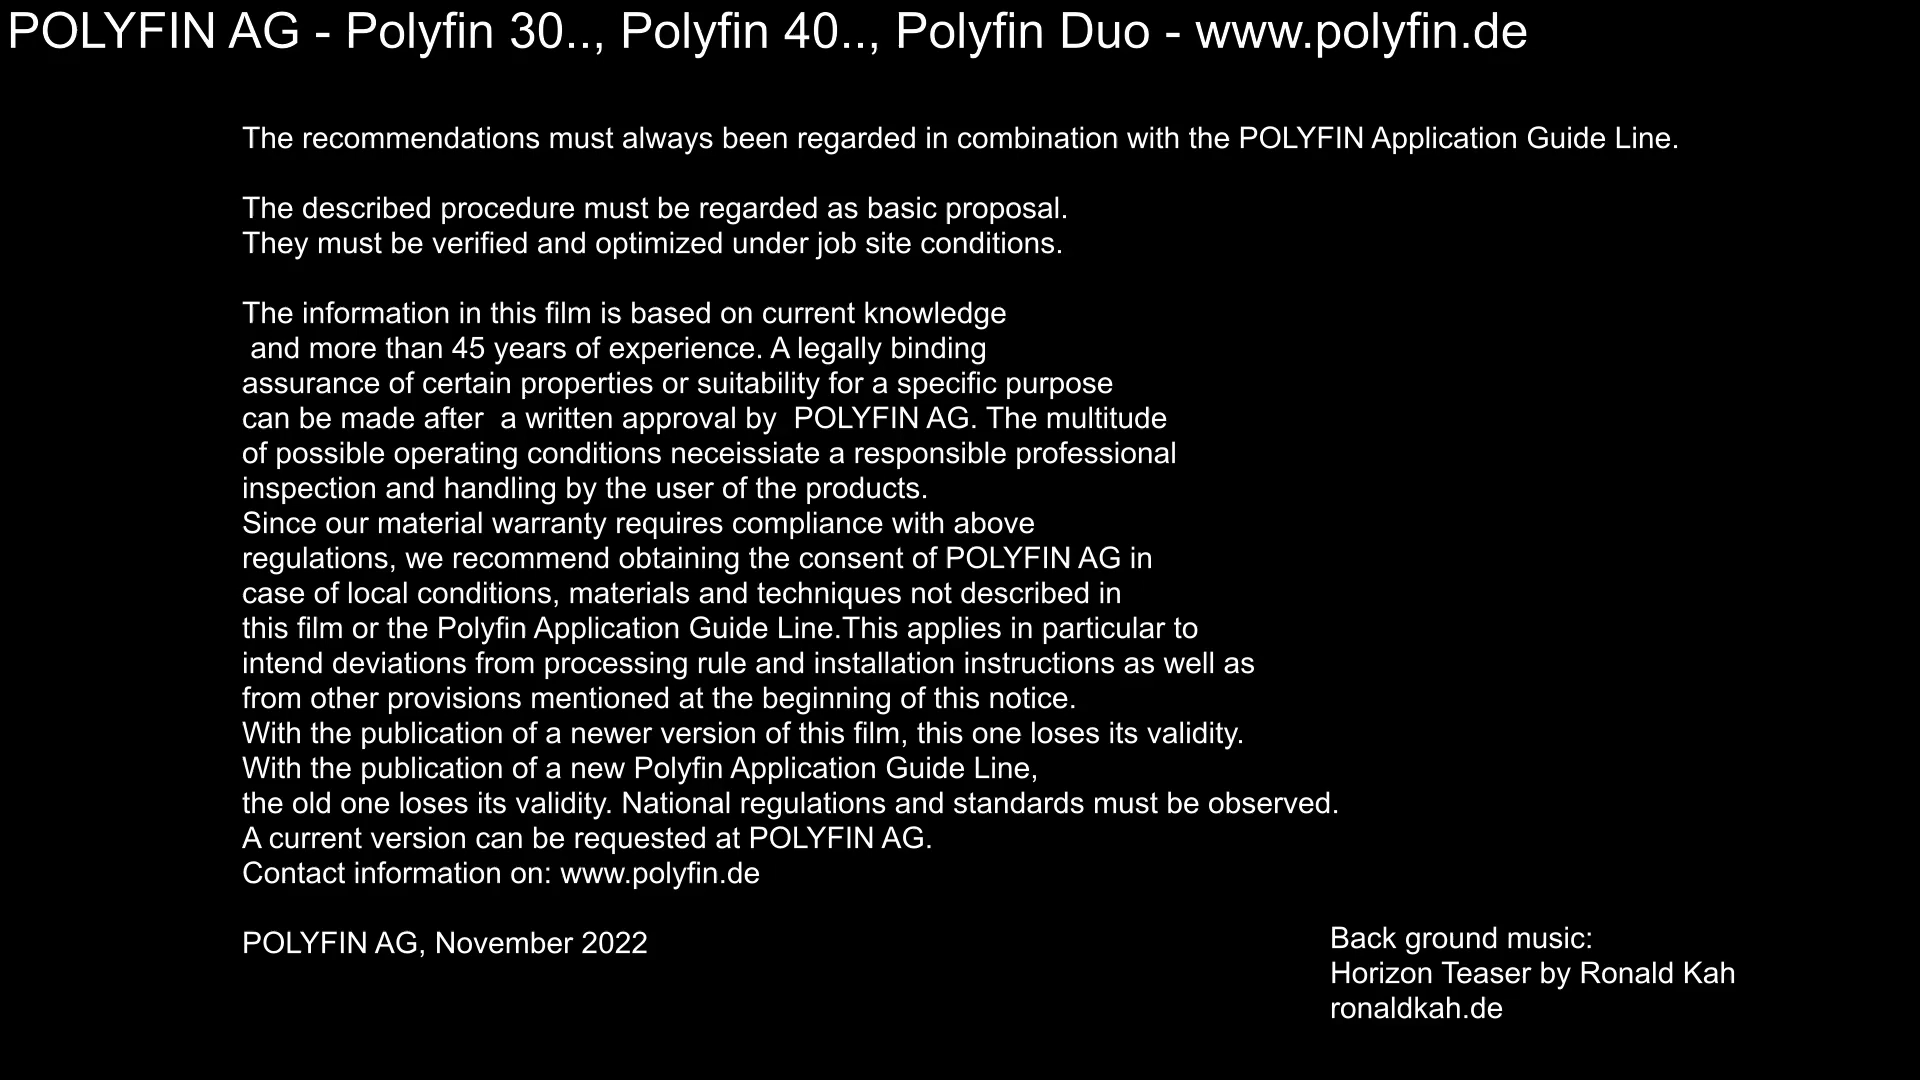 POLYFIN AG - Polyfin 30.., Polyfin 40.., Polyfin Duo - www.polyfin.de
The recommendations must always been regarded in combination with the POLYFIN Application Guide Line.
The described procedure must be regarded as basic proposal.
They must be verified and optimized under job site conditions.
The information in this film is based on current knowledge
and more than 45 years of experience. A legally binding
assurance of certain properties or suitability for a specific purpose
can be made after  a written approval by  POLYFIN AG. The multitude
of possible operating conditions neceissiate a responsible professional
inspection and handling by the user of the products.
Since our material warranty requires compliance with above
regulations, we recommend obtaining the consent of POLYFIN AG in
case of local conditions, materials and techniques not described in
this film or the Polyfin Application Guide Line.This applies in particular to
intend deviations from processing rule and installation instructions as well as
from other provisions mentioned at the beginning of this notice.
With the publication of a newer version of this film, this one loses its validity.
With the publication of a new Polyfin Application Guide Line,
the old one loses its validity. National regulations and standards must be observed.
A current version can be requested at POLYFIN AG.
Contact information on: www.polyfin.de
POLYFIN AG, November 2022
Back ground music:
Horizon Teaser by Ronald Kah
ronaldkah.de